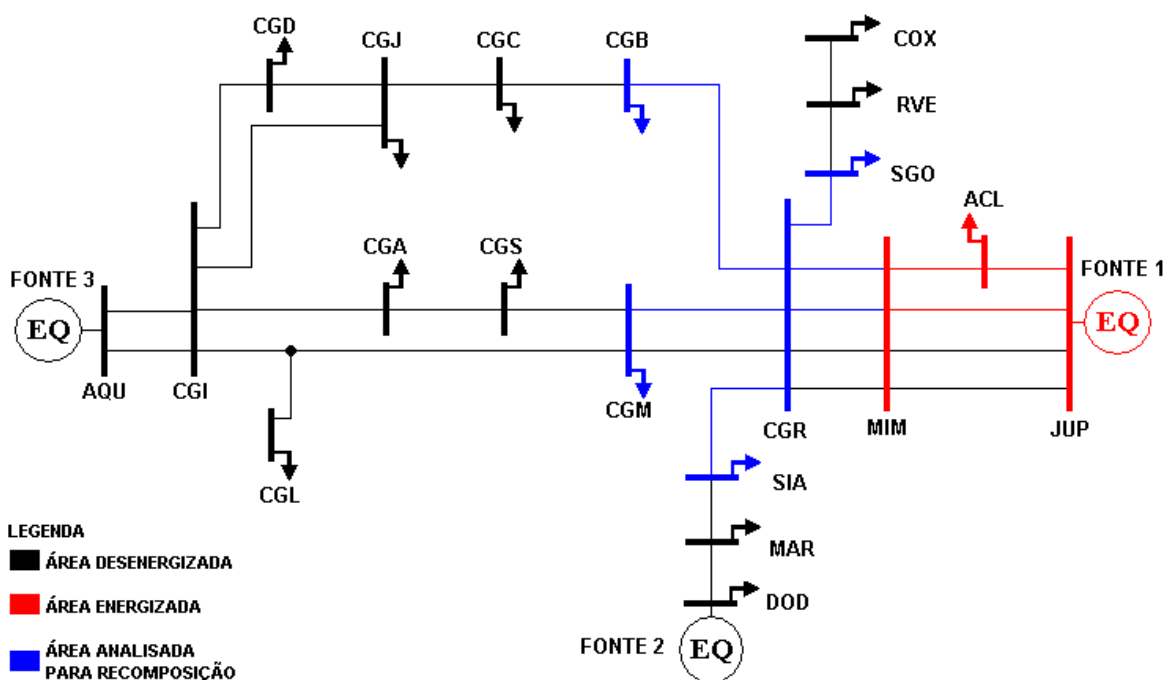 CGD
CGJ
CGC
CGB
COX
RVE
SGO
ACL
CGA
CGS
FONTE 3
EQ
FONTE 1
EQ
AQU
CGI
CGM
CGR
MIM
JUP
CGL
SIA
MAR
DOD
FONTE 2
EQ
LEGENDA
ÁREA DESENERGIZADA
ÁREA ENERGIZADA
ÁREA ANALISADA
PARA RECOMPOSIÇÃO